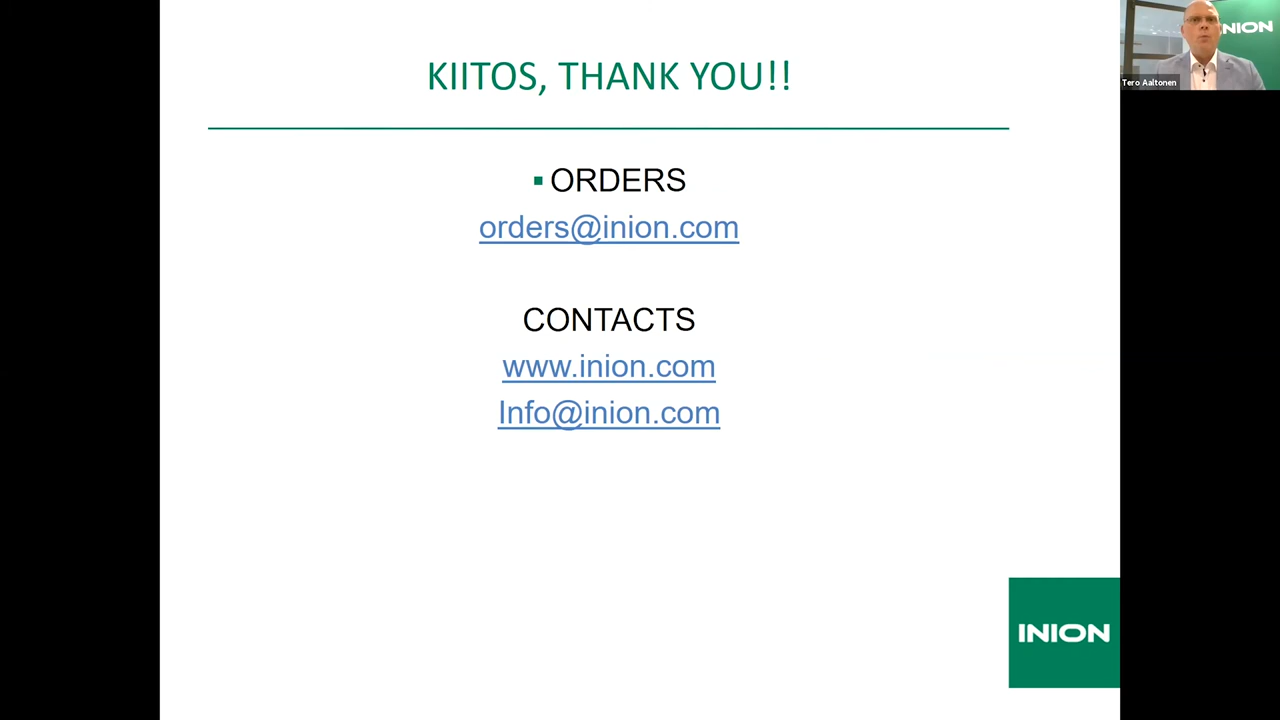 KIITOS, THANK YOU!!
ORDERS
orders@inion.com
CONTACTS
www.inion.com
Info@inion.com
INION
INION
Tero Aaltonen